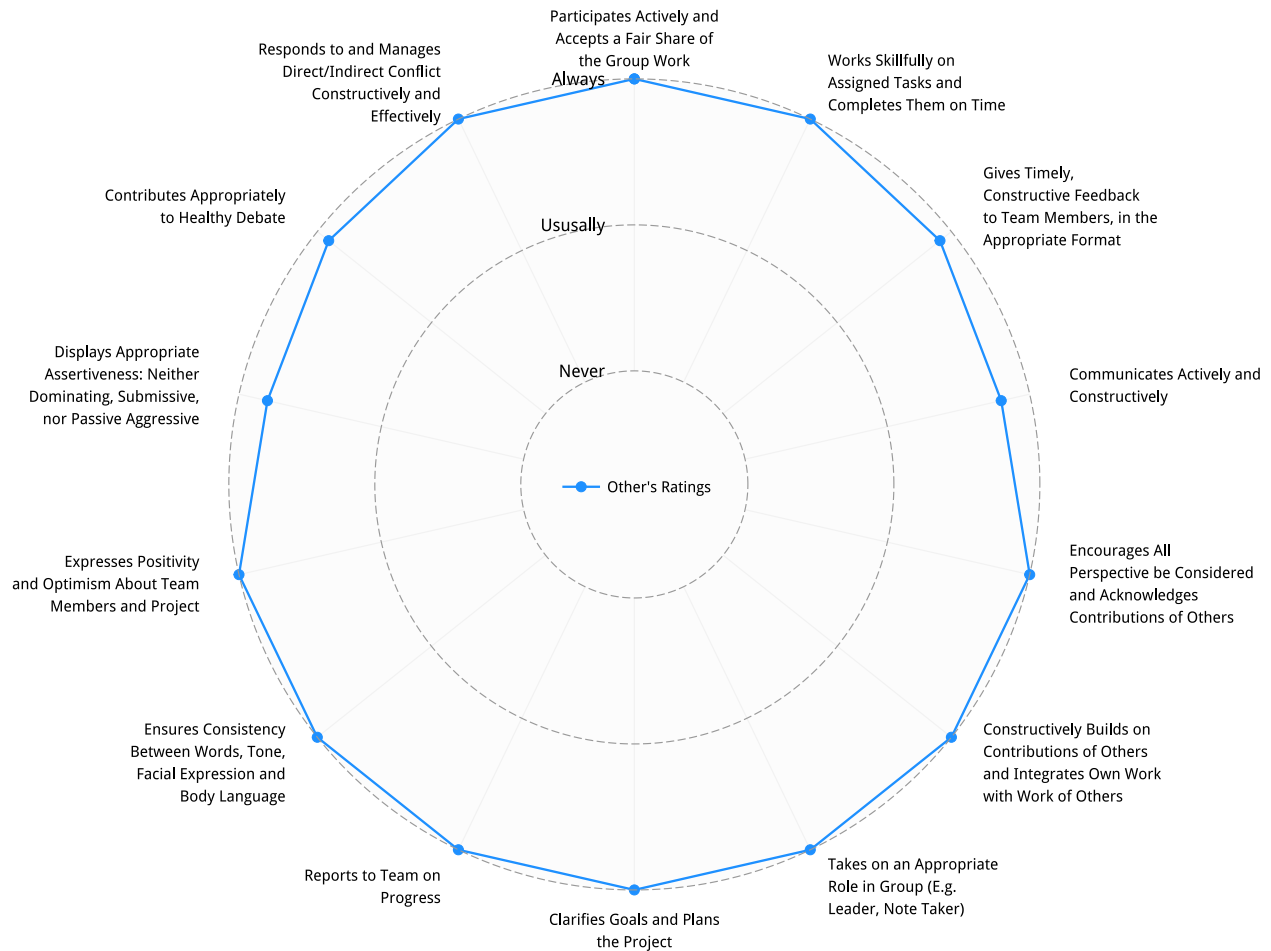 Participates Actively and
Accepts a Fair Share of
the Group Work
Always
Works Skillfully on
Assigned Tasks and
Completes Them on Time
Gives Timely,
Constructive Feedback
to Team Members, in the
Appropriate Format
Communicates Actively and
Constructively
Encourages All
Perspective be Considered
and Acknowledges
Contributions of Others
Constructively Builds on
Contributions of Others
and Integrates Own Work
with Work of Others
Takes on an Appropriate
Role in Group (E.g.
Leader, Note Taker)
Clarifies Goals and Plans
the Project
Reports to Team on
Progress
Ensures Consistency
Between Words, Tone,
Facial Expression and
Body Language
Expresses Positivity
and Optimism About Team
Members and Project
Displays Appropriate
Assertiveness: Neither
Dominating, Submissive,
nor Passive Aggressive
Contributes Appropriately
to Healthy Debate
Responds to and Manages
Direct/Indirect Conflict
Constructively and
Effectively
Ususally
Never
Other's Ratings